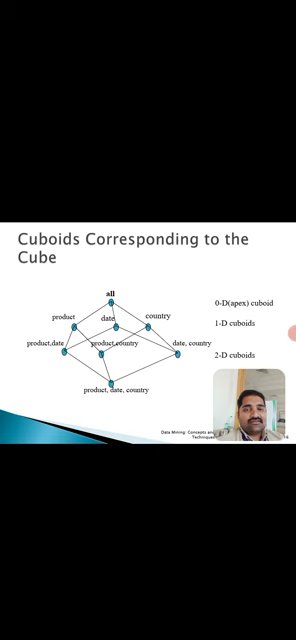 Cuboids Corresponding to the
Cube
all
0-D(apex) cuboid
product
date
country
1-D cuboids
product,date
product,country
date, country
2-D cuboids
product, date, country
Data Mining: Concepts and
Techniques